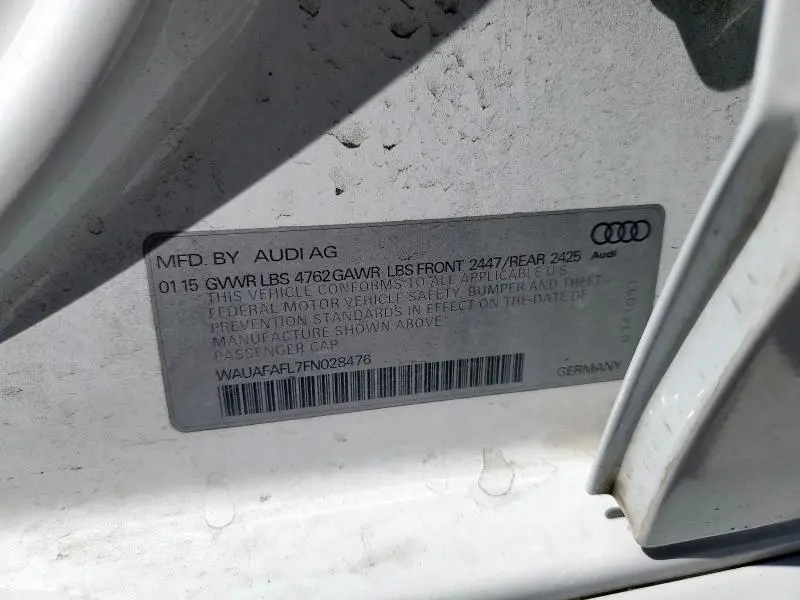 MFD. BY AUDI AG
01 15 GVWR LBS 4762 GAWR LBS FRONT 2447/REAR 2425
Audi
THIS VEHICLE CONFORMS TO ALL APPLICABLE U.S.
FEDERAL MOTOR VEHICLE SAFETY, BUMPER AND THEFT
PREVENTION STANDARDS IN EFFECT ON THE DATE OF
MANUFACTURE SHOWN ABOVE
PASSENGER CAR
WAUAFAFL7FN028476
GERMANY